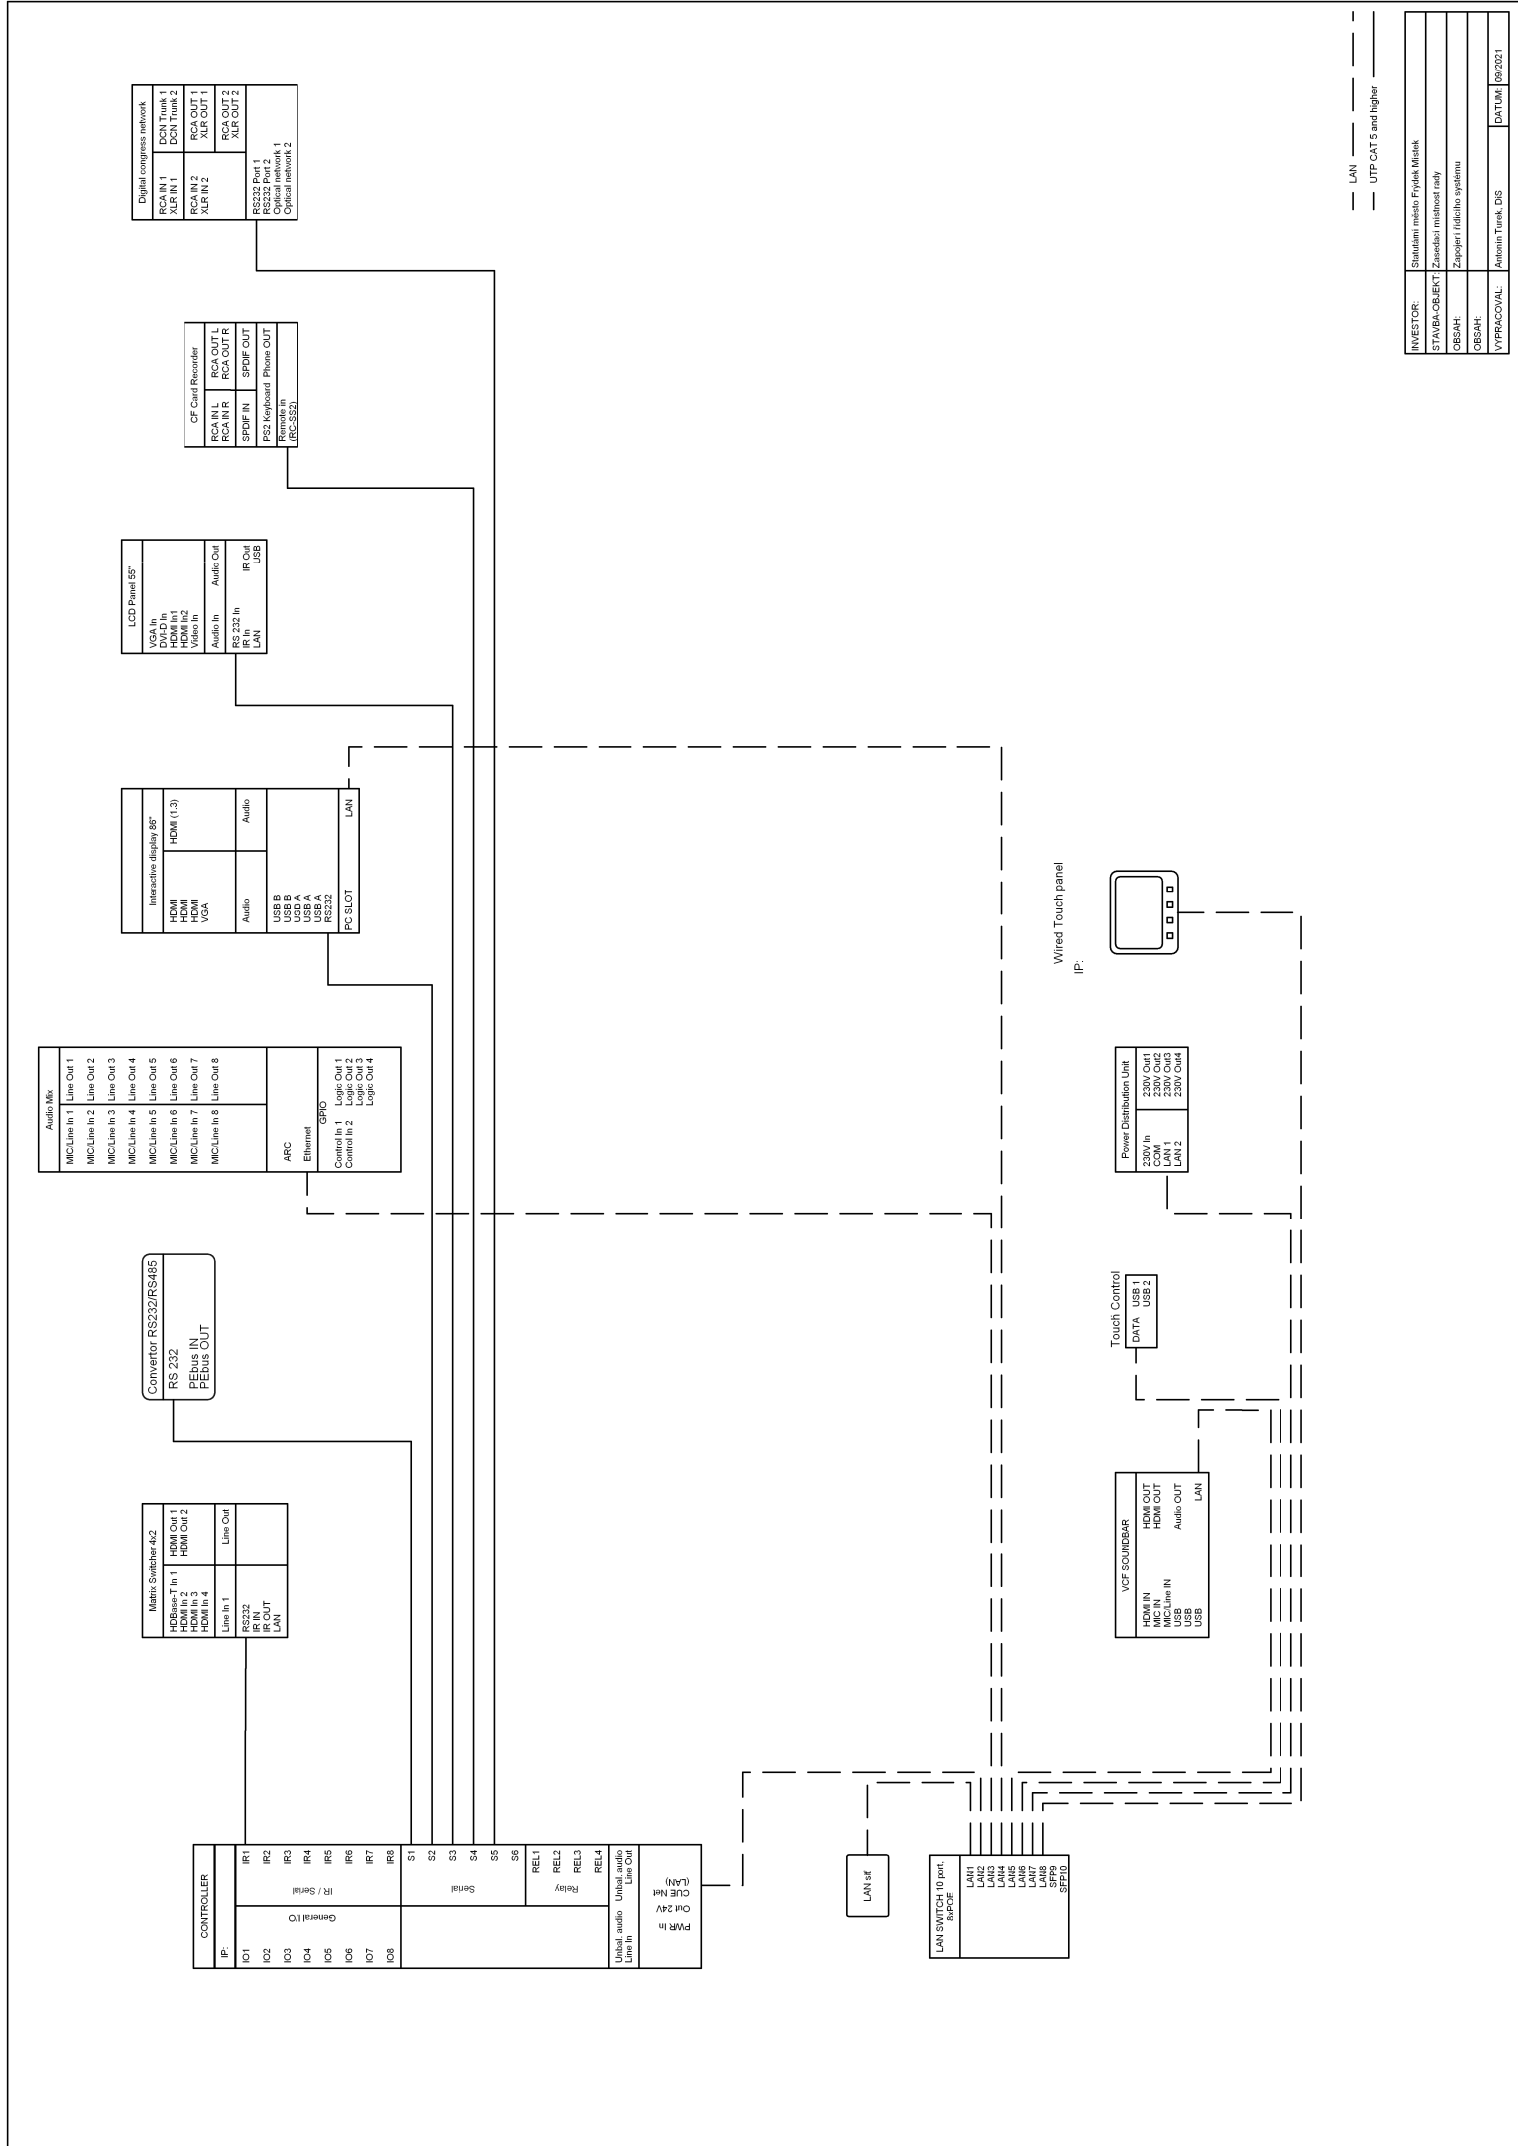 CONTROLLER
IP:
IO1 IR1
IO2 IR2
IO3 IR3
IO4 IR4
IO5 IR5
IO6 IR6
IO7 IR7
IO8 IR8
General I/O
IR / Serial
S1
S2
S3
S4
S5
S6
Serial
REL1
REL2
REL3
REL4
Relay
Unbal. audio Unbal. audio
Line In Line Out
PWR In
Out 24V
CUE Net
(LAN)
Matrix Switcher 4x2
HDBase-T In 1 HDMI Out 1
HDMI In 2 HDMI Out 2
HDMI In 3
HDMI In 4
Line In 1 Line Out
RS232
IR IN
IR OUT
LAN
Convertor RS232/RS485
RS 232
PEbus IN
PEbus OUT
Audio Mix
MIC/Line In 1 Line Out 1
MIC/Line In 2 Line Out 2
MIC/Line In 3 Line Out 3
MIC/Line In 4 Line Out 4
MIC/Line In 5 Line Out 5
MIC/Line In 6 Line Out 6
MIC/Line In 7 Line Out 7
MIC/Line In 8 Line Out 8
ARC
Ethernet
GPIO
Control In 1 Logic Out 1
Control In 2 Logic Out 2
Logic Out 3
Logic Out 4
Interactive display 86"
HDMI HDMI (1.3)
HDMI
HDMI
VGA
Audio Audio
USB B
USB B
USD A
USB A
USB A
RS232
PC SLOT LAN
LCD Panel 55"
VGA In
DVI-D In
HDMI In1
HDMI In2
Video In
Audio In Audio Out
RS 232 In
IR In IR Out
LAN USB
CF Card Recorder
RCA IN L RCA OUT L
RCA IN R RCA OUT R
SPDIF IN SPDIF OUT
PS2 Keyboard Phone OUT
Remote in
(RC-SS2)
Digital congress network
RCA IN 1 DCN Trunk 1
XLR IN 1 DCN Trunk 2
RCA IN 2 RCA OUT 1
XLR IN 2 XLR OUT 1
RCA OUT 2
XLR OUT 2
RS232 Port 1
RS232 Port 2
Optical network 1
Optical network 2
LAN síť
LAN SWITCH 10 port.
8xPOE
LAN1
LAN2
LAN3
LAN4
LAN5
LAN6
LAN7
LAN8
SFP9
SFP10
VCF SOUNDBAR
HDMI IN HDMI OUT
MIC IN HDMI OUT
MIC/Line IN
USB Audio OUT
USB
USB LAN
Touch Control
DATA USB 1
USB 2
Power Distribution Unit
230V In 230V Out1
COM 230V Out2
LAN 1 230V Out3
LAN 2 230V Out4
Wired Touch panel
IP:
LAN
UTP CAT 5 and higher
INVESTOR: Statutární město Frýdek Místek
STAVBA-OBJEKT: Zasedací místnost rady
OBSAH: Zapojerí řídícího systému
OBSAH:
VYPRACOVAL: Antonín Turek, DiS DATUM: 09/2021